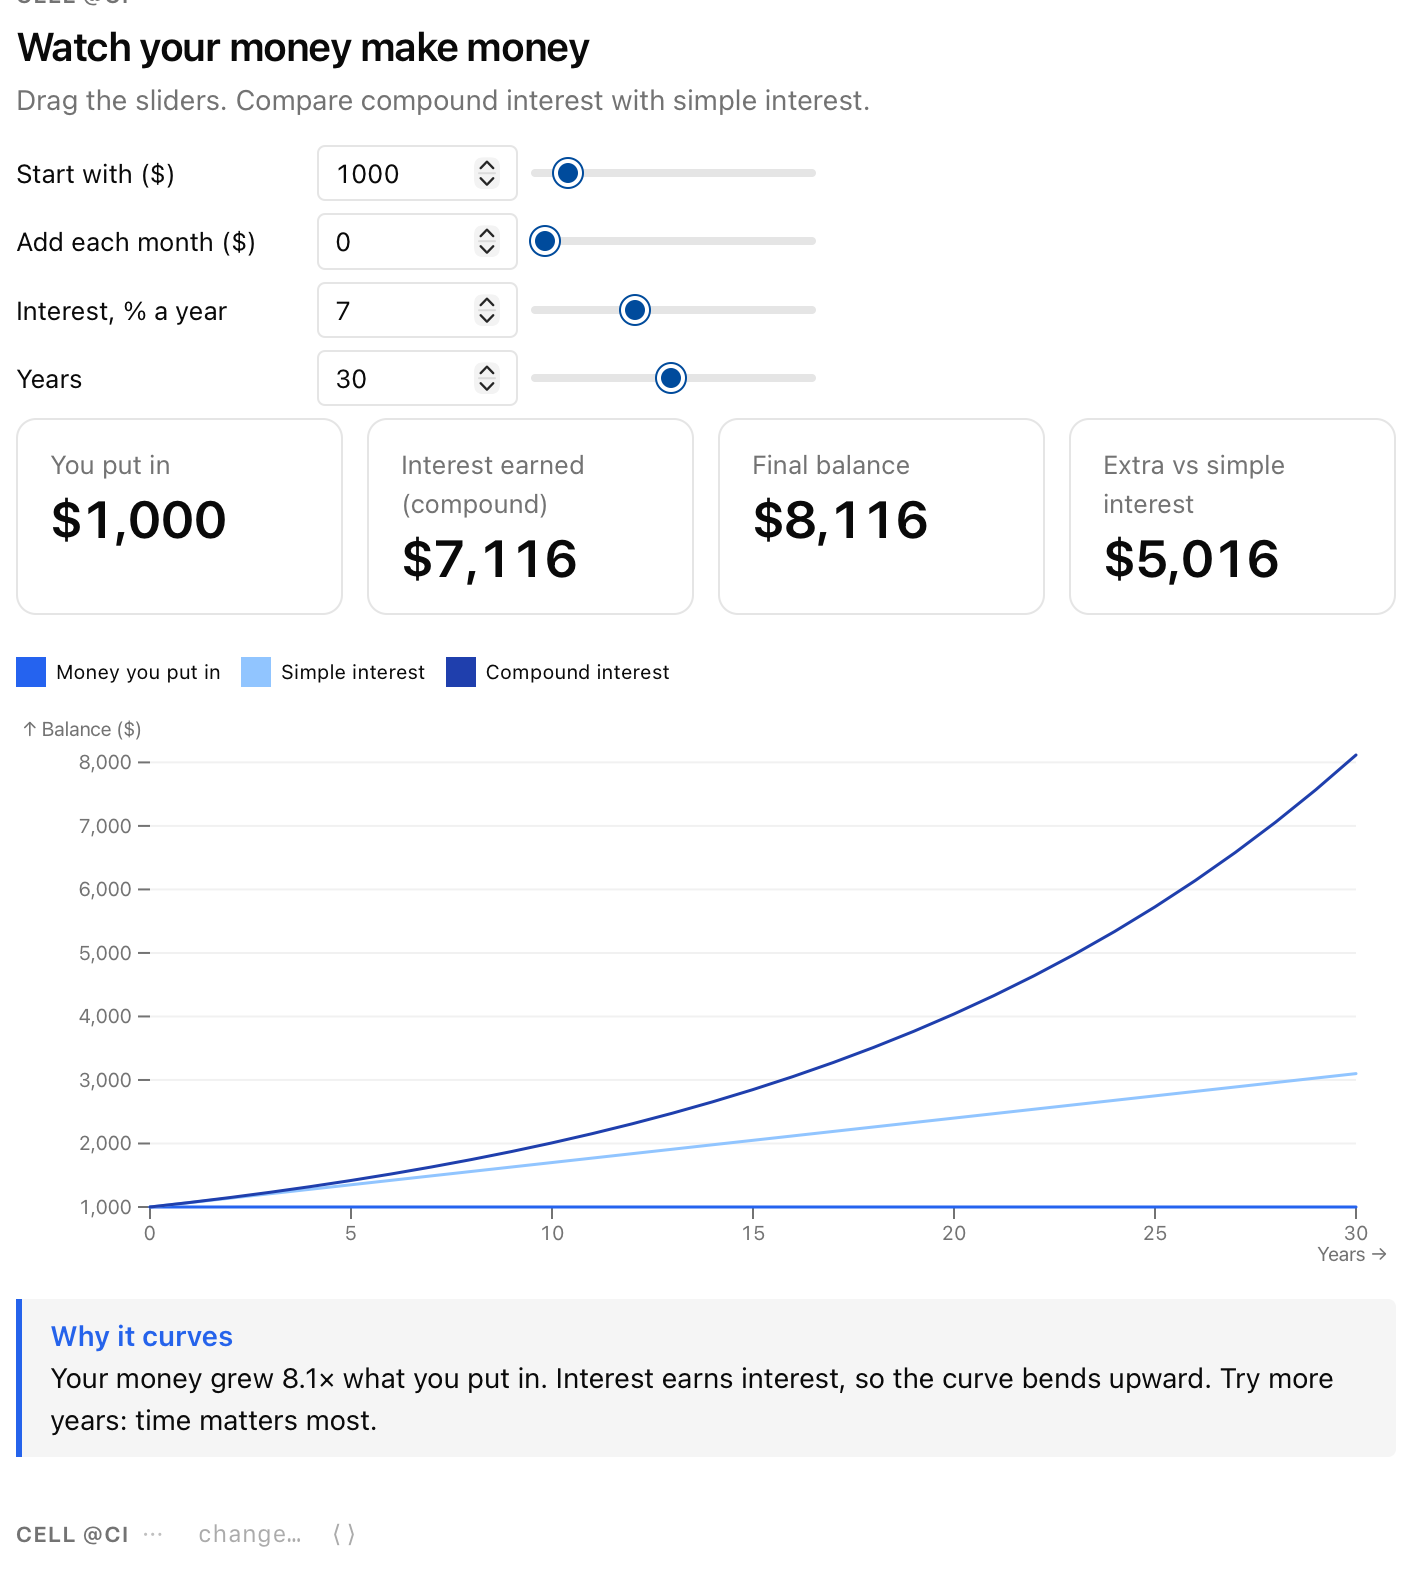 CELL @CI
Watch your money make money
Drag the sliders. Compare compound interest with simple interest.
Start with ($) 1000
Add each month ($) 0
Interest, % a year 7
Years 30
You put in
$1,000
Interest earned
(compound)
$7,116
Final balance
$8,116
Extra vs simple
interest
$5,016
Money you put in Simple interest Compound interest
↑ Balance ($)
8,000
7,000
6,000
5,000
4,000
3,000
2,000
1,000
0 5 10 15 20 25 30
Years →
Why it curves
Your money grew 8.1× what you put in. Interest earns interest, so the curve bends upward. Try more
years: time matters most.
CELL @CI ··· change… ⟨ ⟩